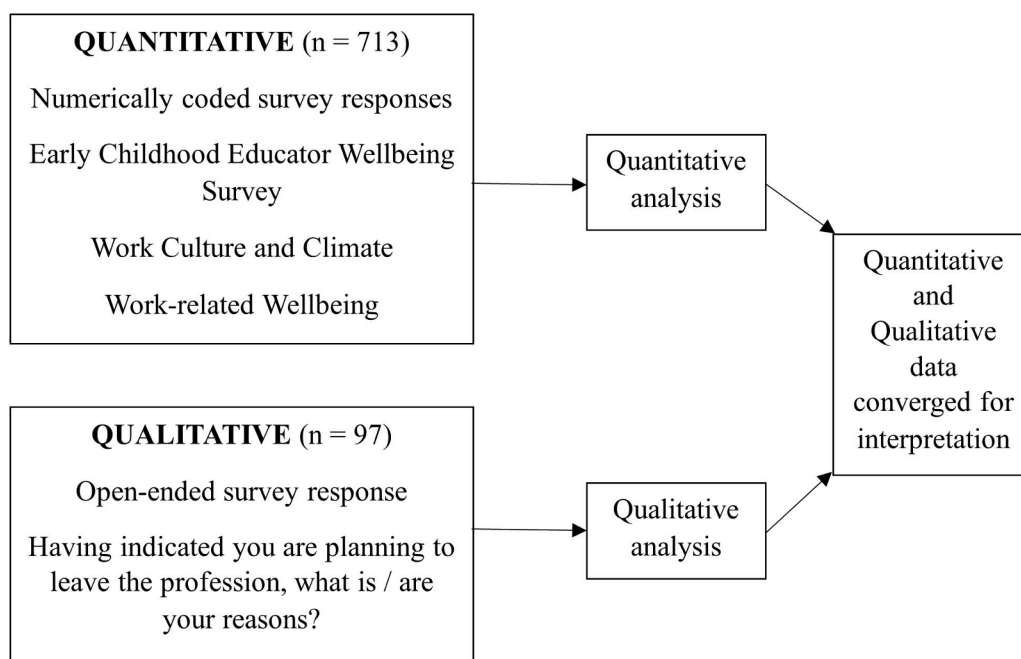 QUANTITATIVE (n = 713)
Numerically coded survey responses
Early Childhood Educator Wellbeing
Survey
Work Culture and Climate
Work-related Wellbeing
Quantitative
analysis
QUALITATIVE (n = 97)
Open-ended survey response
Having indicated you are planning to
leave the profession, what is / are
your reasons?
Qualitative
analysis
Quantitative
and
Qualitative
data
converged for
interpretation